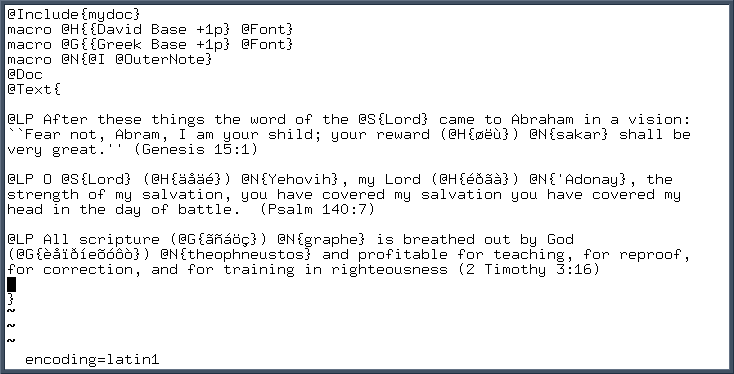 @Include{mydoc}
macro @H{{David Base +1p} @Font}
macro @G{{Greek Base +1p} @Font}
macro @N{@I @OuterNote}
@Doc
@Text{
@LP After these things the word of the @S{Lord} came to Abraham in a vision:
``Fear not, Abram, I am your shild; your reward (@H{øëù}) @N{sakar} shall be
very great.'' (Genesis 15:1)
@LP O @S{Lord} (@H{äåäé}) @N{Yehovih}, my Lord (@H{éðãà}) @N{'Adonay}, the
strength of my salvation, you have covered my salvation you have covered my
head in the day of battle.  (Psalm 140:7)
@LP All scripture (@G{ãñáöç}) @N{graphe} is breathed out by God
(@G{èåïðíeõóôò}) @N{theophneustos} and profitable for teaching, for reproof,
for correction, and for training in righteousness (2 Timothy 3:16)
}
~
~
~
encoding=latin1